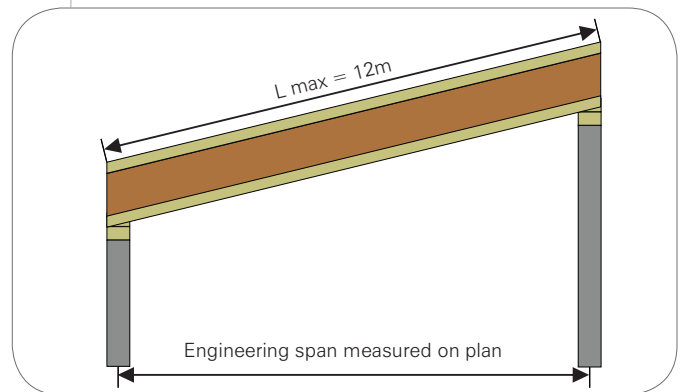 L max = 12m
Engineering span measured on plan